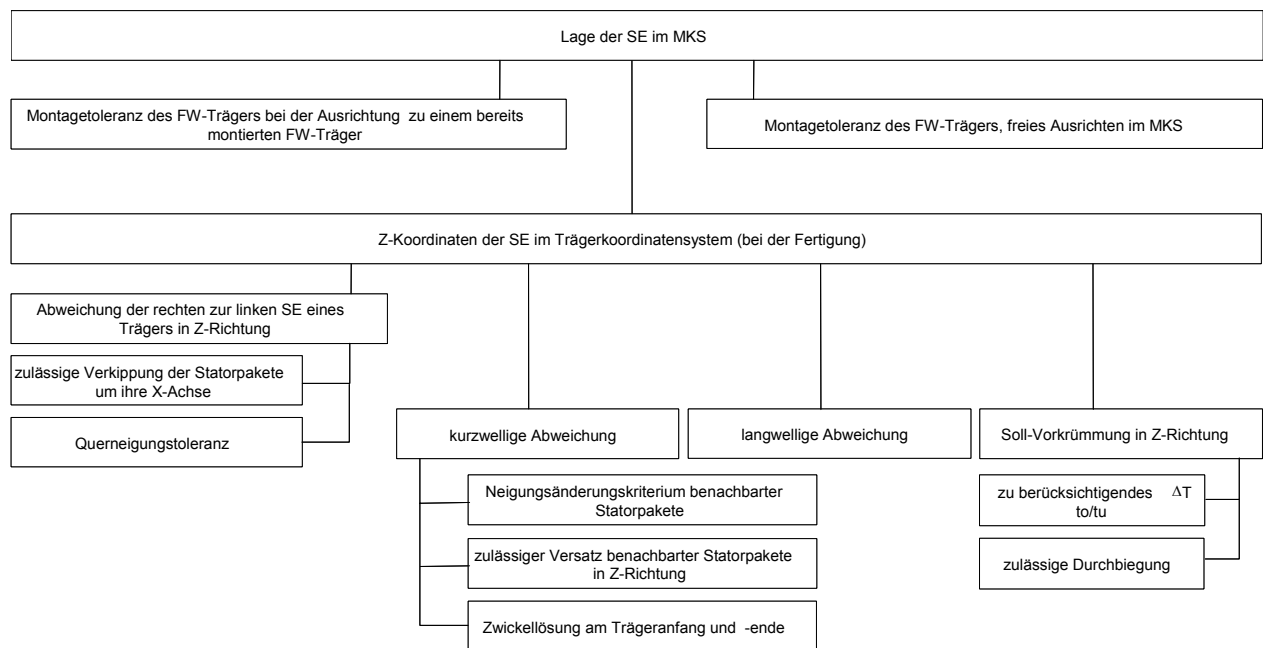 Lage der SE im MKS
Montagetoleranz des FW-Trägers bei der Ausrichtung zu einem bereits
montierten FW-Träger
Montagetoleranz des FW-Trägers, freies Ausrichten im MKS
Z-Koordinaten der SE im Trägerkoordinatensystem (bei der Fertigung)
Abweichung der rechten zur linken SE eines
Trägers in Z-Richtung
zulässige Verkippung der Statorpakete
um ihre X-Achse
Querneigungstoleranz
kurzwellige Abweichung
langwellige Abweichung
Soll-Vorkrümmung in Z-Richtung
Neigungsänderungskriterium benachbarter
Statorpakete
zulässiger Versatz benachbarter Statorpakete
in Z-Richtung
Zwickellösung am Trägeranfang und -ende
zu berücksichtigendes ΔT
to/tu
zulässige Durchbiegung